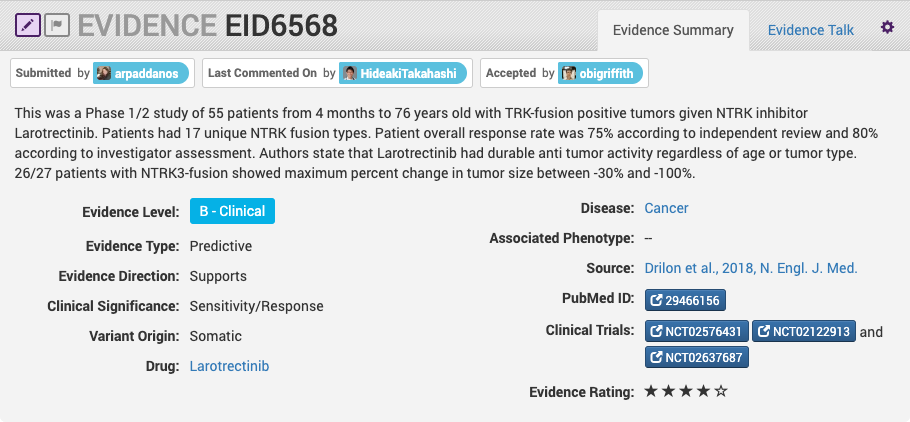 EVIDENCE EID6568
Evidence Summary
Evidence Talk
Submitted by arpaddanos
Last Commented On by HideakiTakahashi
Accepted by obigriffith
This was a Phase 1/2 study of 55 patients from 4 months to 76 years old with TRK-fusion positive tumors given NTRK inhibitor
Larotrectinib. Patients had 17 unique NTRK fusion types. Patient overall response rate was 75% according to independent review and 80%
according to investigator assessment. Authors state that Larotrectinib had durable anti tumor activity regardless of age or tumor type.
26/27 patients with NTRK3-fusion showed maximum percent change in tumor size between -30% and -100%.
Evidence Level: B - Clinical
Evidence Type: Predictive
Evidence Direction: Supports
Clinical Significance: Sensitivity/Response
Variant Origin: Somatic
Drug: Larotrectinib
Disease: Cancer
Associated Phenotype: --
Source: Drilon et al., 2018, N. Engl. J. Med.
PubMed ID: 29466156
Clinical Trials: NCT02576431 NCT02122913 and
NCT02637687
Evidence Rating: ★★★★☆